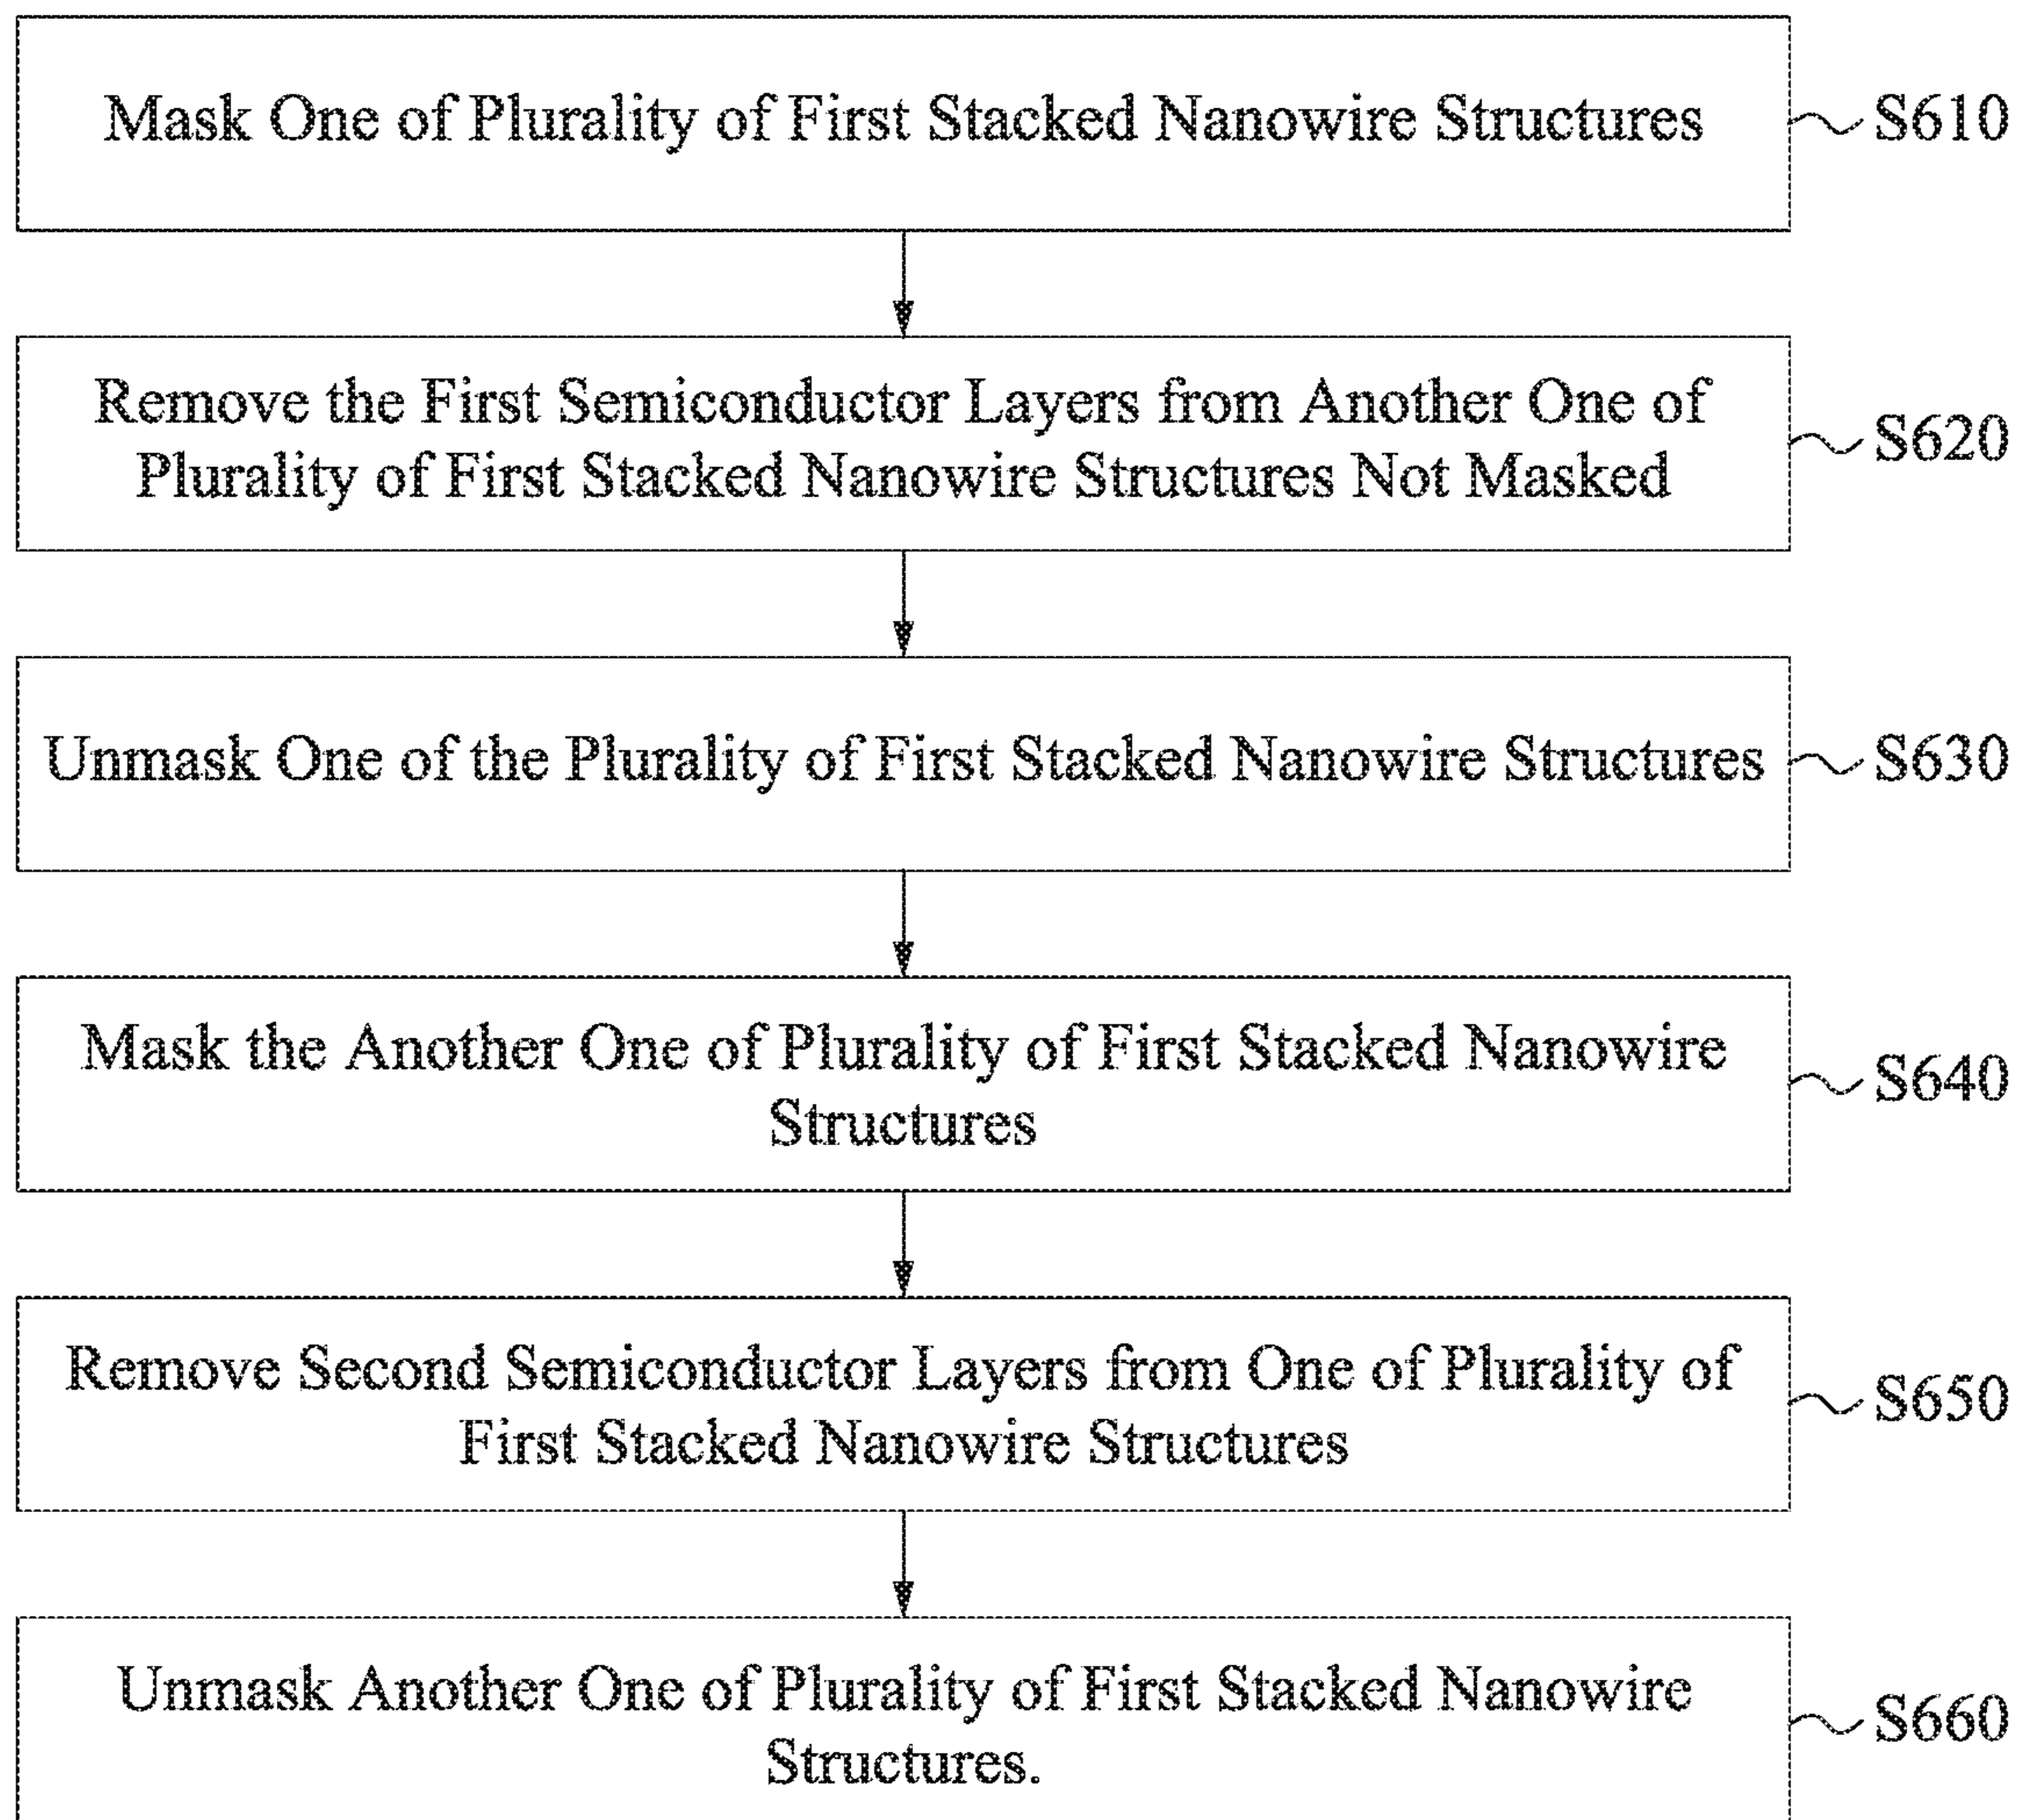 Mask One of Plurality of First Stacked Nanowire Structures
S610
Remove the First Semiconductor Layers from Another One of
Plurality of First Stacked Nanowire Structures Not Masked
S620
Unmask One of the Plurality of First Stacked Nanowire Structures
S630
Mask the Another One of Plurality of First Stacked Nanowire
Structures
S640
Remove Second Semiconductor Layers from One of Plurality of
First Stacked Nanowire Structures
S650
Unmask Another One of Plurality of First Stacked Nanowire
Structures.
S660